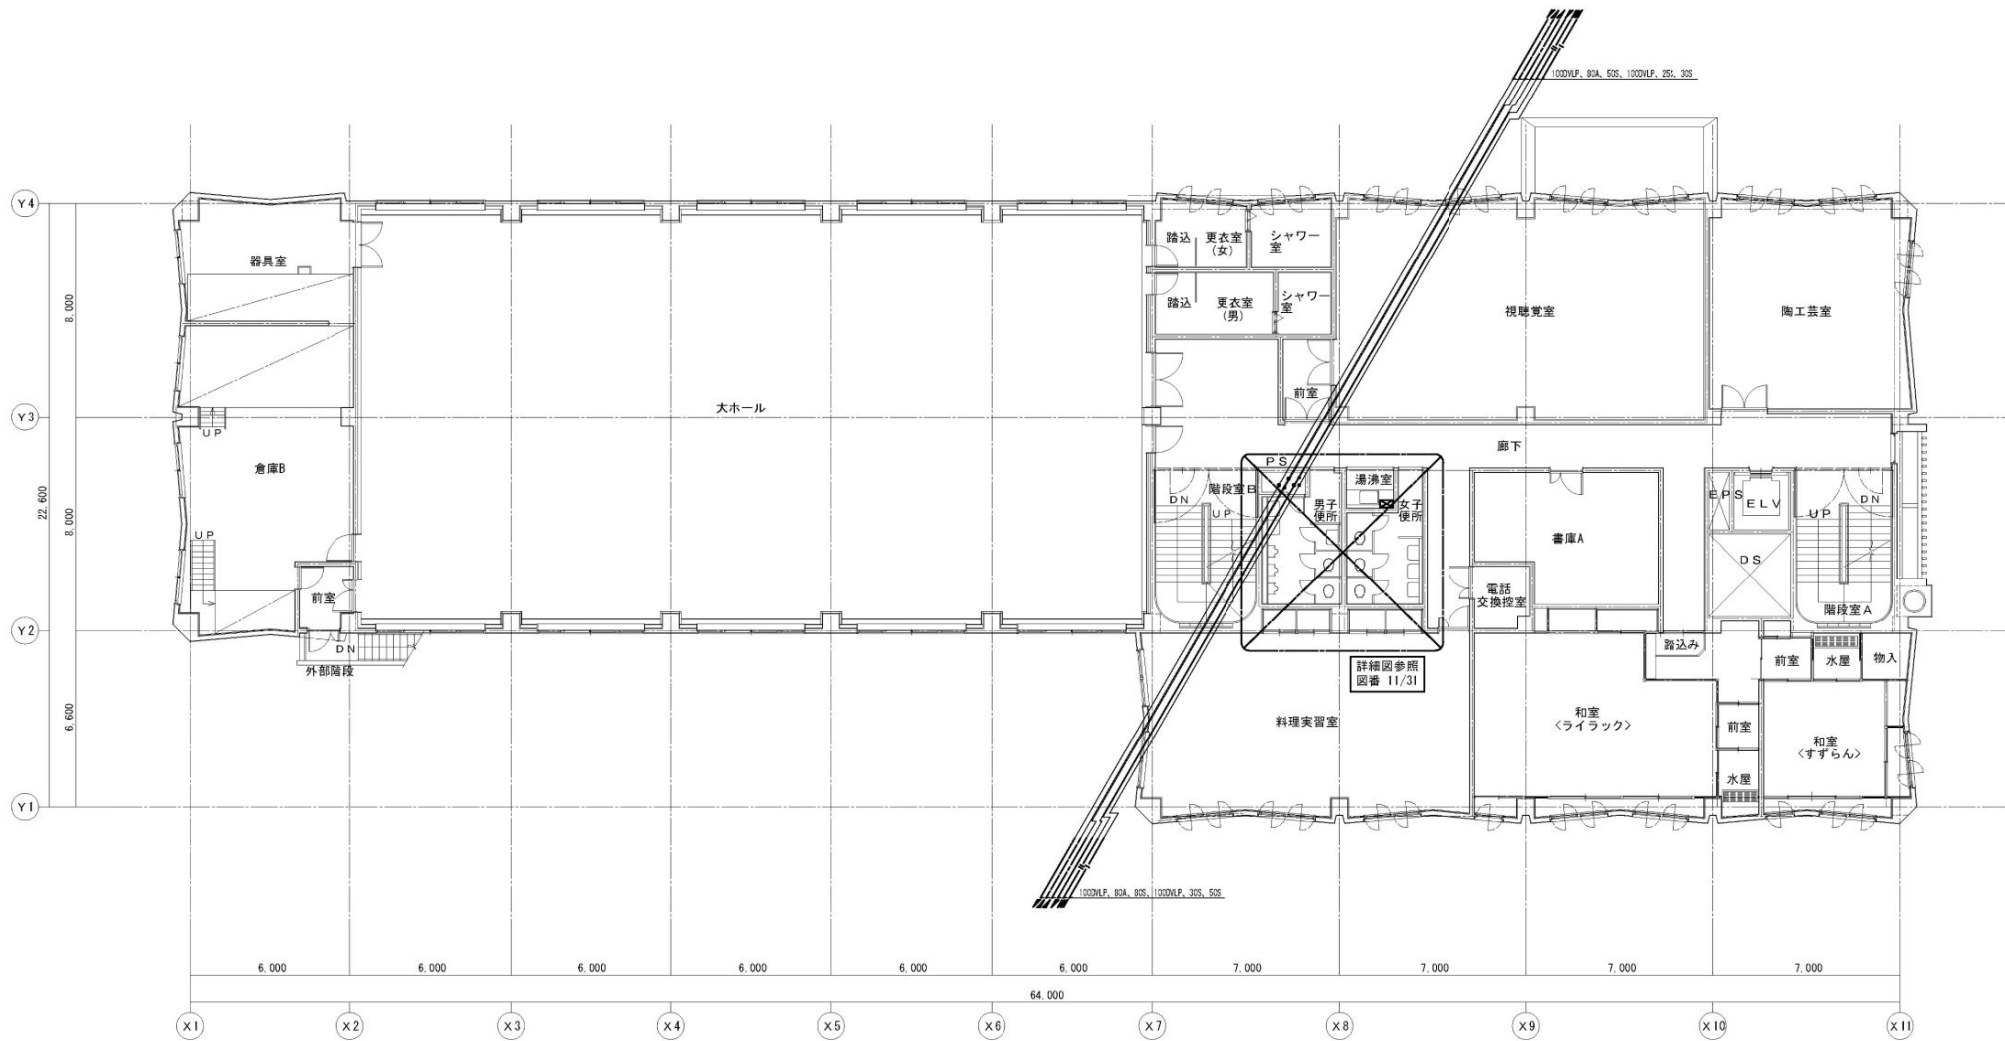 100DVLP、80A、50S、100DVLP、25S、30S
Y4
8.000
器具室
踏込
更衣室
(女)
シャワー
室
踏込
更衣室
(男)
シャワー
室
視聴覚室
陶工芸室
前室
Y3
大ホール
UP
倉庫B
廊下
22.600
8.000
PS
DN
階段室B
UP
男子
便所
湯沸室
女子
便所
書庫A
EPS
ELV
UP
DN
DS
UP
前室
電話
交換控室
階段室A
Y2
DN
外部階段
詳細図参照
図番 11/31
踏込み
前室
水屋
物入
6.600
料理実習室
和室
<ライラック>
前室
和室
<すずらん>
水屋
Y1
100DVLP、80A、80S、100DVLP、30S、50S
6.000
6.000
6.000
6.000
6.000
6.000
7.000
7.000
7.000
7.000
64.000
X1
X2
X3
X4
X5
X6
X7
X8
X9
X10
X11